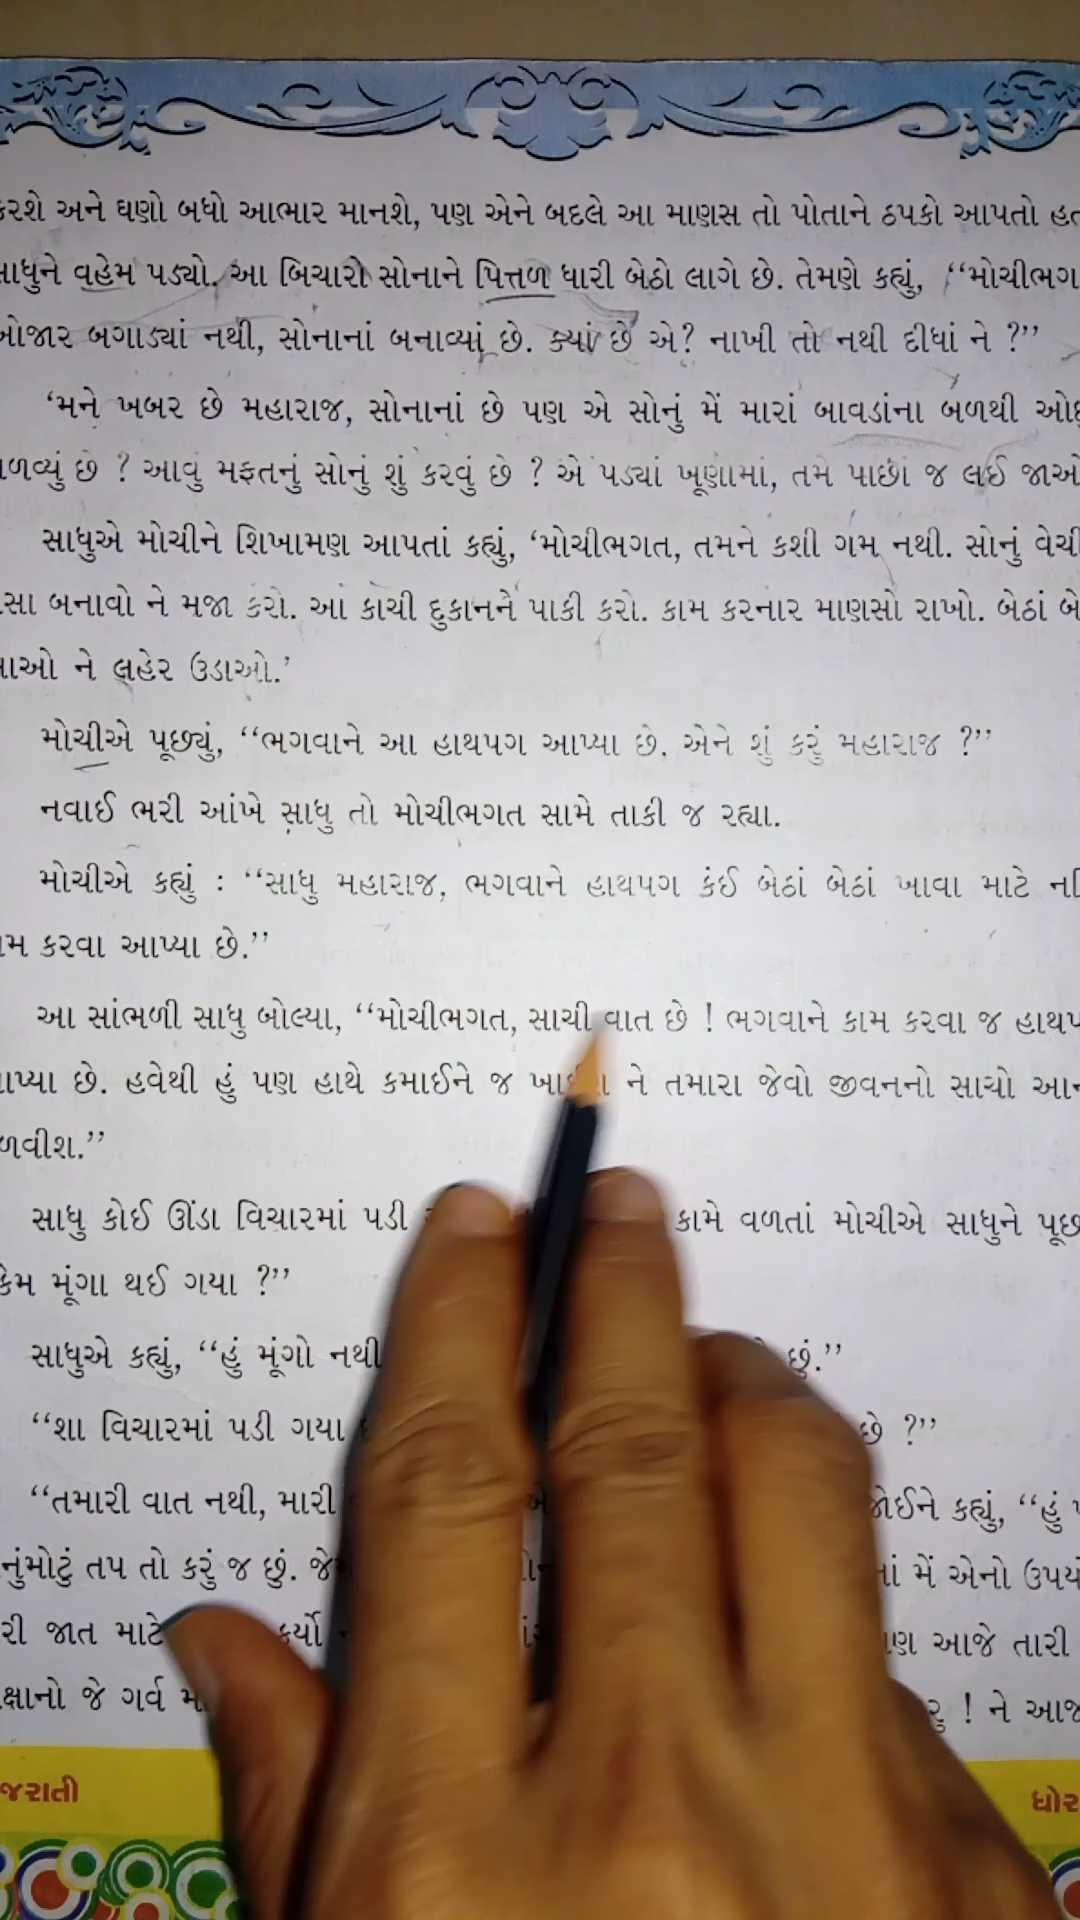 કરશે અને ઘણો બધો આભાર માનશે, પણ એને બદલે આ માણસ તો પોતાને ઠપકો આપતો
સાધુને વહેમ પડ્યો. આ બિચારો સોનાને પિત્તળ ધારી બેઠો લાગે છે. તેમણે કહ્યું, ‘‘મોચીભગ
ઓજાર બગાડ્યાં નથી, સોનાનાં બનાવ્યાં છે. ક્યાં છે એ? નાખી તો નથી દીધાં ને ?’’
‘મને ખબર છે મહારાજ, સોનાનાં છે પણ એ સોનું મેં મારાં બાવડાંના બળથી
ળવ્યું છે ? આવું મફતનું સોનું શું કરવું છે ? એ પડ્યાં ખૂણામાં, તમે પાછાં જ લઈ જાઓ
સાધુએ મોચીને શિખામણ આપતાં કહ્યું, ‘મોચીભગત, તમને કશી ગમ નથી. સોનું વેચી
સા બનાવો ને મજા કરો. આ કાચી દુકાનને પાકી કરો. કામ કરનાર માણસો રાખો. બેઠાં બે
ાઓ ને લહેર ઉડાઓ.’
મોચીએ પૂછ્યું, ‘‘ભગવાને આ હાથપગ આપ્યા છે, એને શું કરું મહારાજ ?’’
નવાઈ ભરી આંખે સાધુ તો મોચીભગત સામે તાકી જ રહ્યા.
મોચીએ કહ્યું : ‘‘સાધુ મહારાજ, ભગવાને હાથપગ કંઈ બેઠાં બેઠાં ખાવા માટે નહિ
ામ કરવા આપ્યા છે.’’
આ સાંભળી સાધુ બોલ્યા, ‘‘મોચીભગત, સાચી વાત છે ! ભગવાને કામ કરવા જ હાથપ
ાપ્યા છે. હવેથી હું પણ હાથે કમાઈને જ ને તમારા જેવો જીવનનો સાચો આન
ળવીશ.’’
સાધુ કોઈ ઊંડા વિચારમાં પડી કામે વળતાં મોચીએ સાધુને પૂછ
કેમ મૂંગા થઈ ગયા ?’’
સાધુએ કહ્યું, ‘‘હું મૂંગો નથી છું.’’
‘‘શા વિચારમાં પડી ગયા છે ?’’
‘‘તમારી વાત નથી, મારી જોઈને કહ્યું, ‘‘હું
નુંમોટું તપ તો કરું જ છું. મેં એનો ઉપયો
રી જાત માટે કર્યો આજે તારી
ક્ષાનો જે ગર્વ ! ને આજ
જરાતી
ધોર